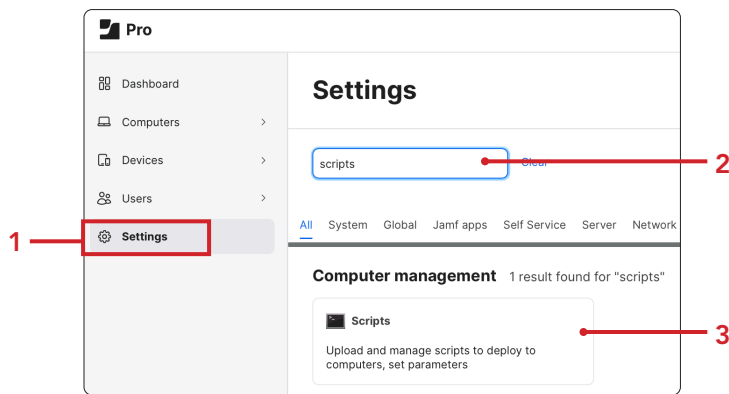 Pro
Dashboard
Computers
Devices
Users
Settings
1
Settings
scripts
Clear
2
All System Global Jamf apps Self Service Server Network
Computer management 1 result found for "scripts"
Scripts
Upload and manage scripts to deploy to
computers, set parameters
3